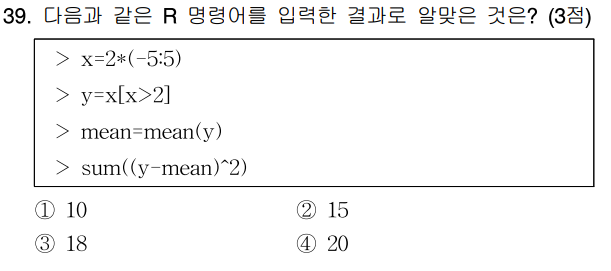 39. 다음과 같은 R 명령어를 입력한 결과로 알맞은 것은? (3점)
> x=2*(-5:5)
> y=x[x>2]
> mean=mean(y)
> sum((y-mean)^2)
① 10 ② 15
③ 18 ④ 20